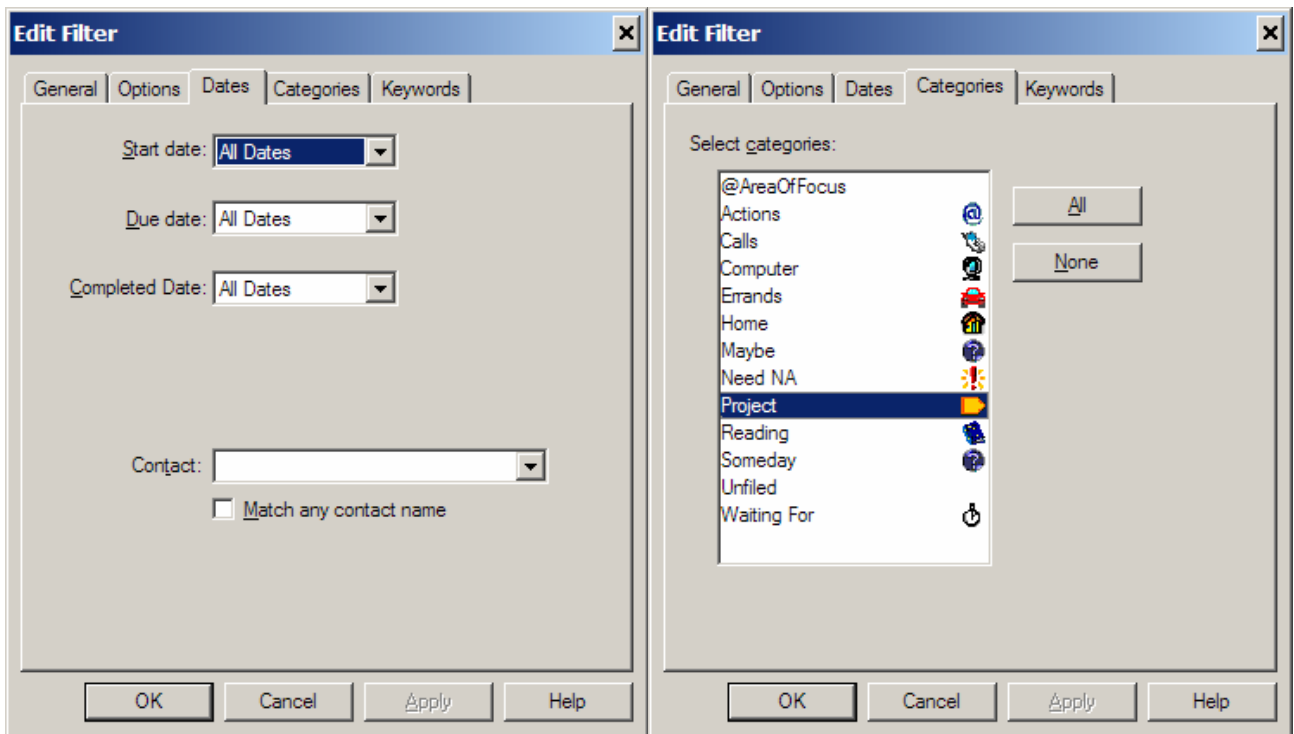 Edit Filter
General Options Dates Categories Keywords
Start date: All Dates
Due date: All Dates
Completed Date: All Dates
Contact:
Match any contact name
OK Cancel Apply Help
Edit Filter
General Options Dates Categories Keywords
Select categories:
@AreaOfFocus
Actions
Calls
Computer
Errands
Home
Maybe
Need NA
Project
Reading
Someday
Unfiled
Waiting For
All
None
OK Cancel Apply Help